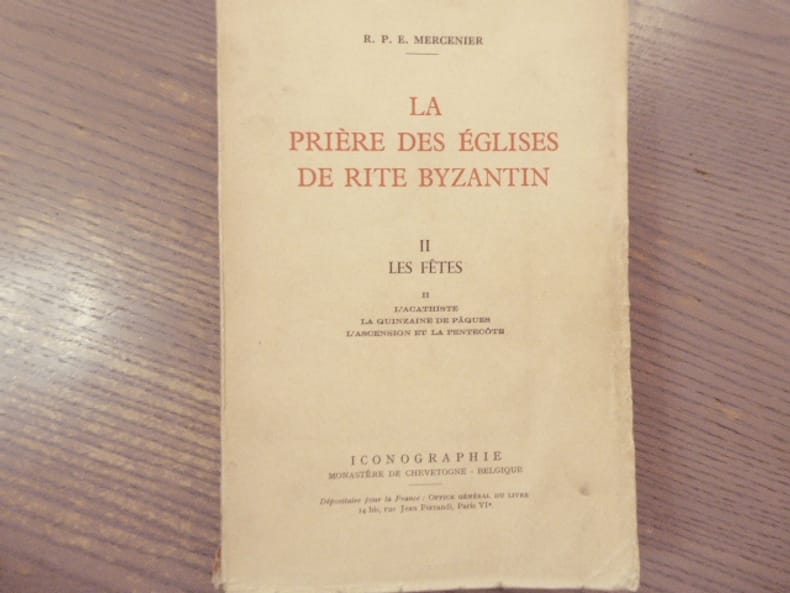 R. P. E. MERCENIER
LA
PRIÈRE DES ÉGLISES
DE RITE BYZANTIN
II
LES FÊTES
II
L'ACATHISTE
LA QUINZAINE DE PÂQUES
L'ASCENSION ET LA PENTECÔTE
ICONOGRAPHIE
MONASTÈRE DE CHEVETOGNE - BELGIQUE
Dépositaire pour la France : OFFICE GÉNÉRAL DU LIVRE
14 bis, rue Jean Ferrandi, Paris VIe